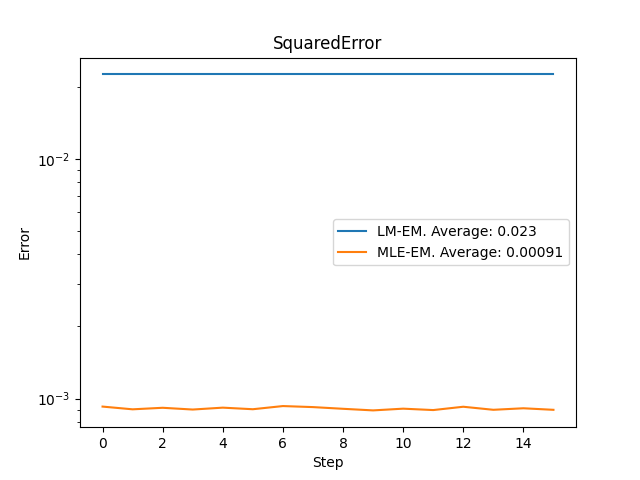 SquaredError
Error
10⁻²
10⁻³
LM-EM. Average: 0.023
MLE-EM. Average: 0.00091
0 2 4 6 8 10 12 14
Step